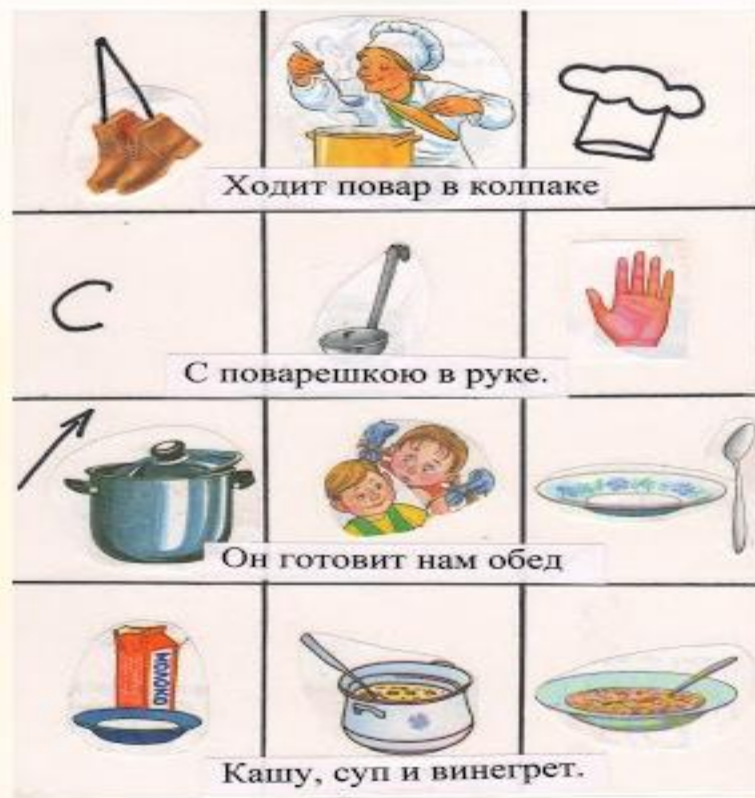 Ходит повар в колпаке
С
С поварешкою в руке.
Он готовит нам обед
МОЛОКО
Кашу, суп и винегрет.